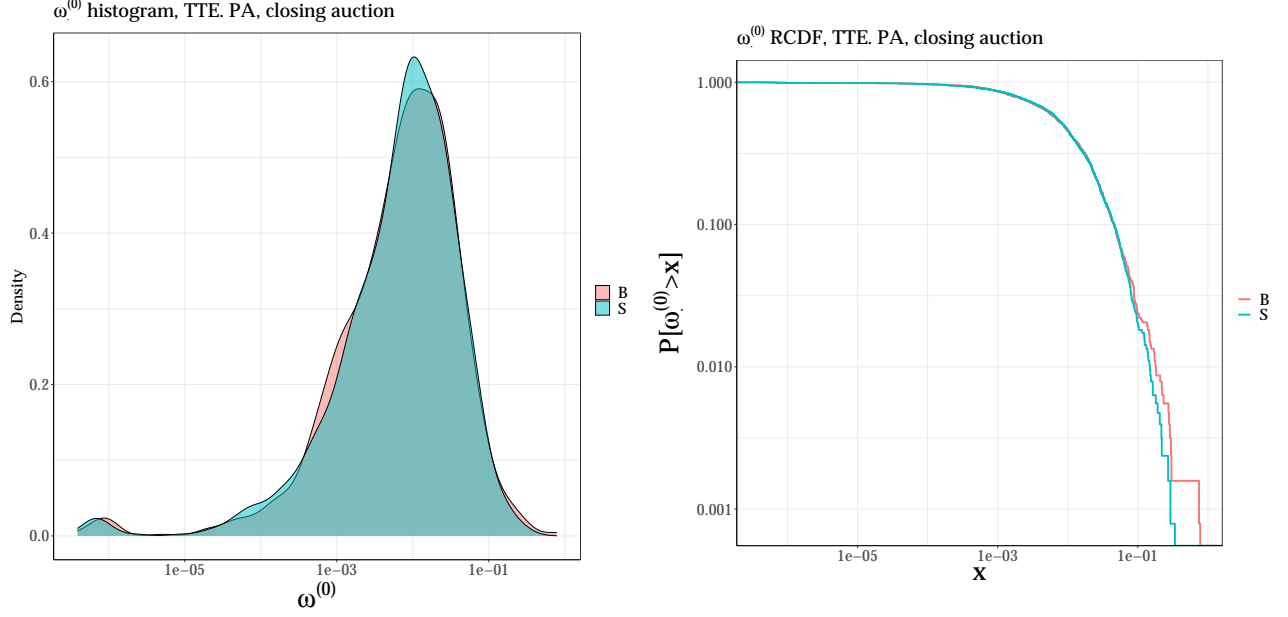 ω.⁽⁰⁾ histogram, TTE. PA, closing auction
Density
0.6
0.4
0.2
0.0
1e−05
1e−03
1e−01
ω⁽⁰⁾
B
S
ω.⁽⁰⁾ RCDF, TTE. PA, closing auction
P[ω.⁽⁰⁾>x]
1.000
0.100
0.010
0.001
1e−05
1e−03
1e−01
x
B
S